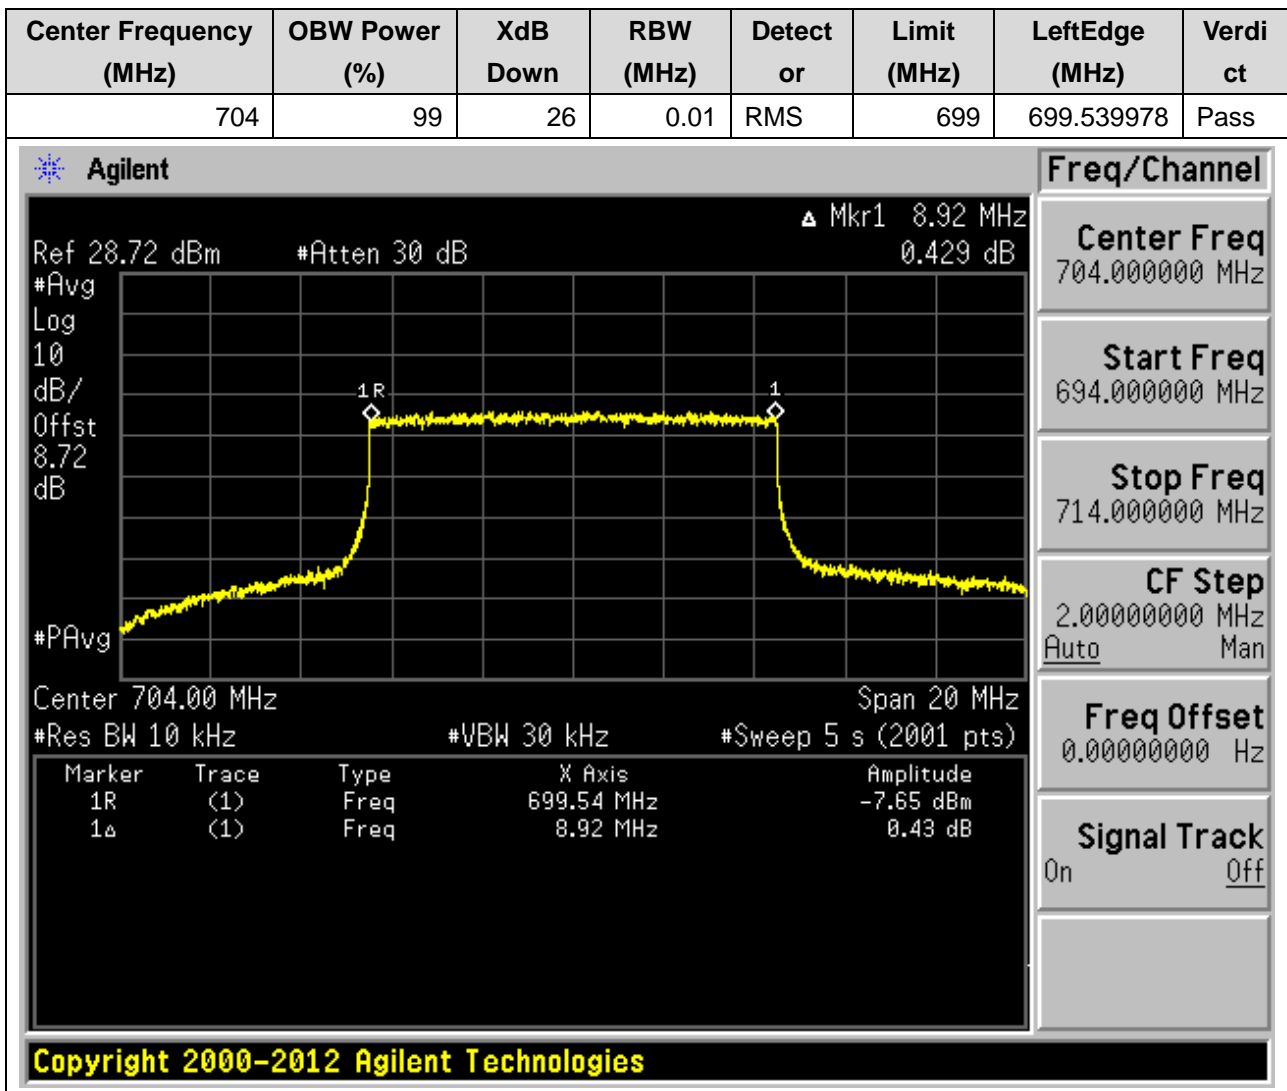 Center Frequency (MHz) OBW Power (%) XdB Down RBW (MHz) Detect or Limit (MHz) LeftEdge (MHz) Verdi ct
704 99 26 0.01 RMS 699 699.539978 Pass
Agilent
Freq/Channel
Δ Mkr1 8.92 MHz
Ref 28.72 dBm #Atten 30 dB 0.429 dB
#Avg
Log
10
dB/
Offst
8.72
dB
#PAvg
1R
1
Center 704.00 MHz Span 20 MHz
#Res BW 10 kHz #VBW 30 kHz #Sweep 5 s (2001 pts)
Marker Trace Type X Axis Amplitude
1R (1) Freq 699.54 MHz -7.65 dBm
1Δ (1) Freq 8.92 MHz 0.43 dB
Center Freq
704.000000 MHz
Start Freq
694.000000 MHz
Stop Freq
714.000000 MHz
CF Step
2.00000000 MHz
Auto Man
Freq Offset
0.00000000 Hz
Signal Track
On Off
Copyright 2000-2012 Agilent Technologies